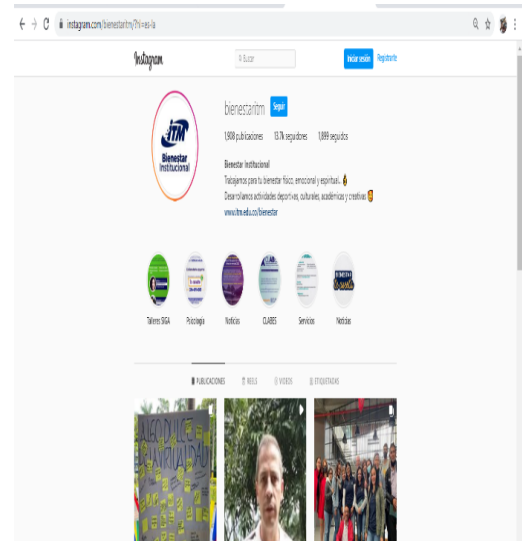 instagram.com/bienestaritm/?hl=es-la
Instagram
Buscar
Iniciar sesión
Regístrate
bienestaritm
Seguir
1,908 publicaciones 13.7k seguidores 1,899 seguidos
Bienestar Institucional
Trabajamos para tu bienestar físico, emocional y espiritual.
Desarrollamos actividades deportivas, culturales, académicas y creativas
www.itm.edu.co/bienestar
ITM
Bienestar
Institucional
Talleres SIGA
Psicología
Noticias
CLABES
Servicios
Noticias
PUBLICACIONES
REELS
VIDEOS
ETIQUETADAS
ALGO DULCE